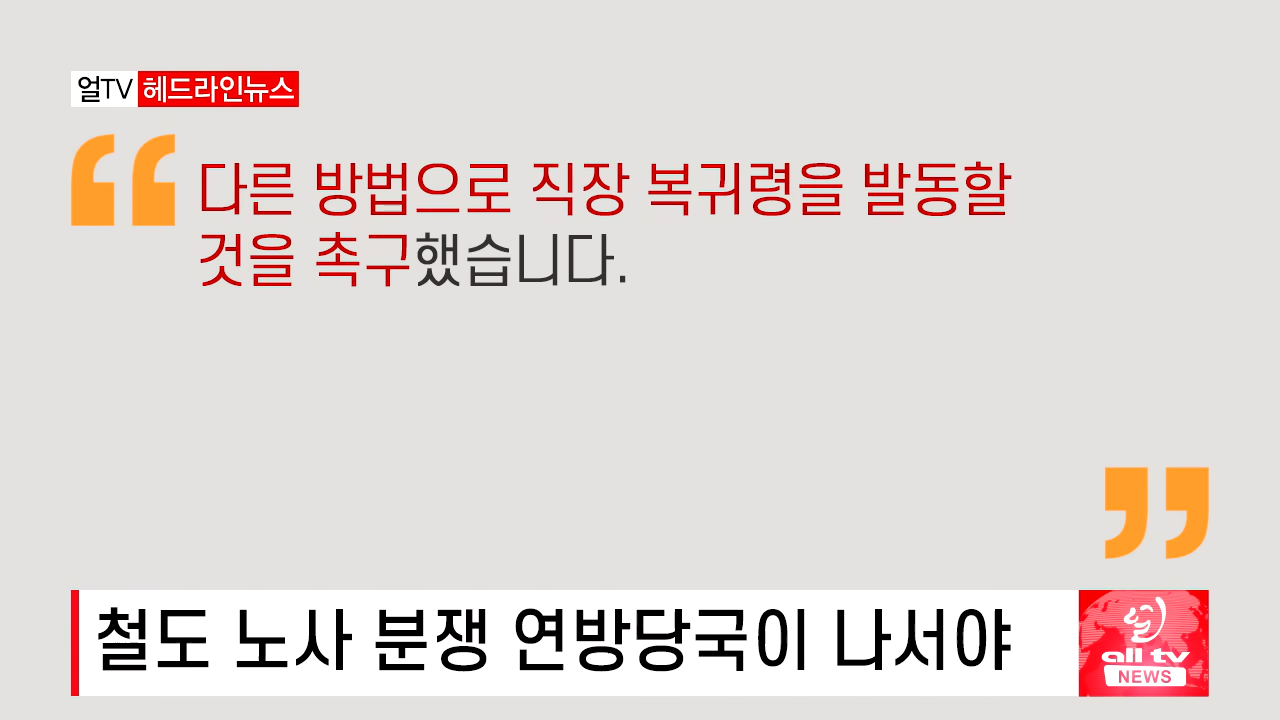 얼TV 헤드라인뉴스
다른 방법으로 직장 복귀령을 발동할
것을 촉구했습니다.
철도 노사 분쟁 연방당국이 나서야
얼
all tv
NEWS